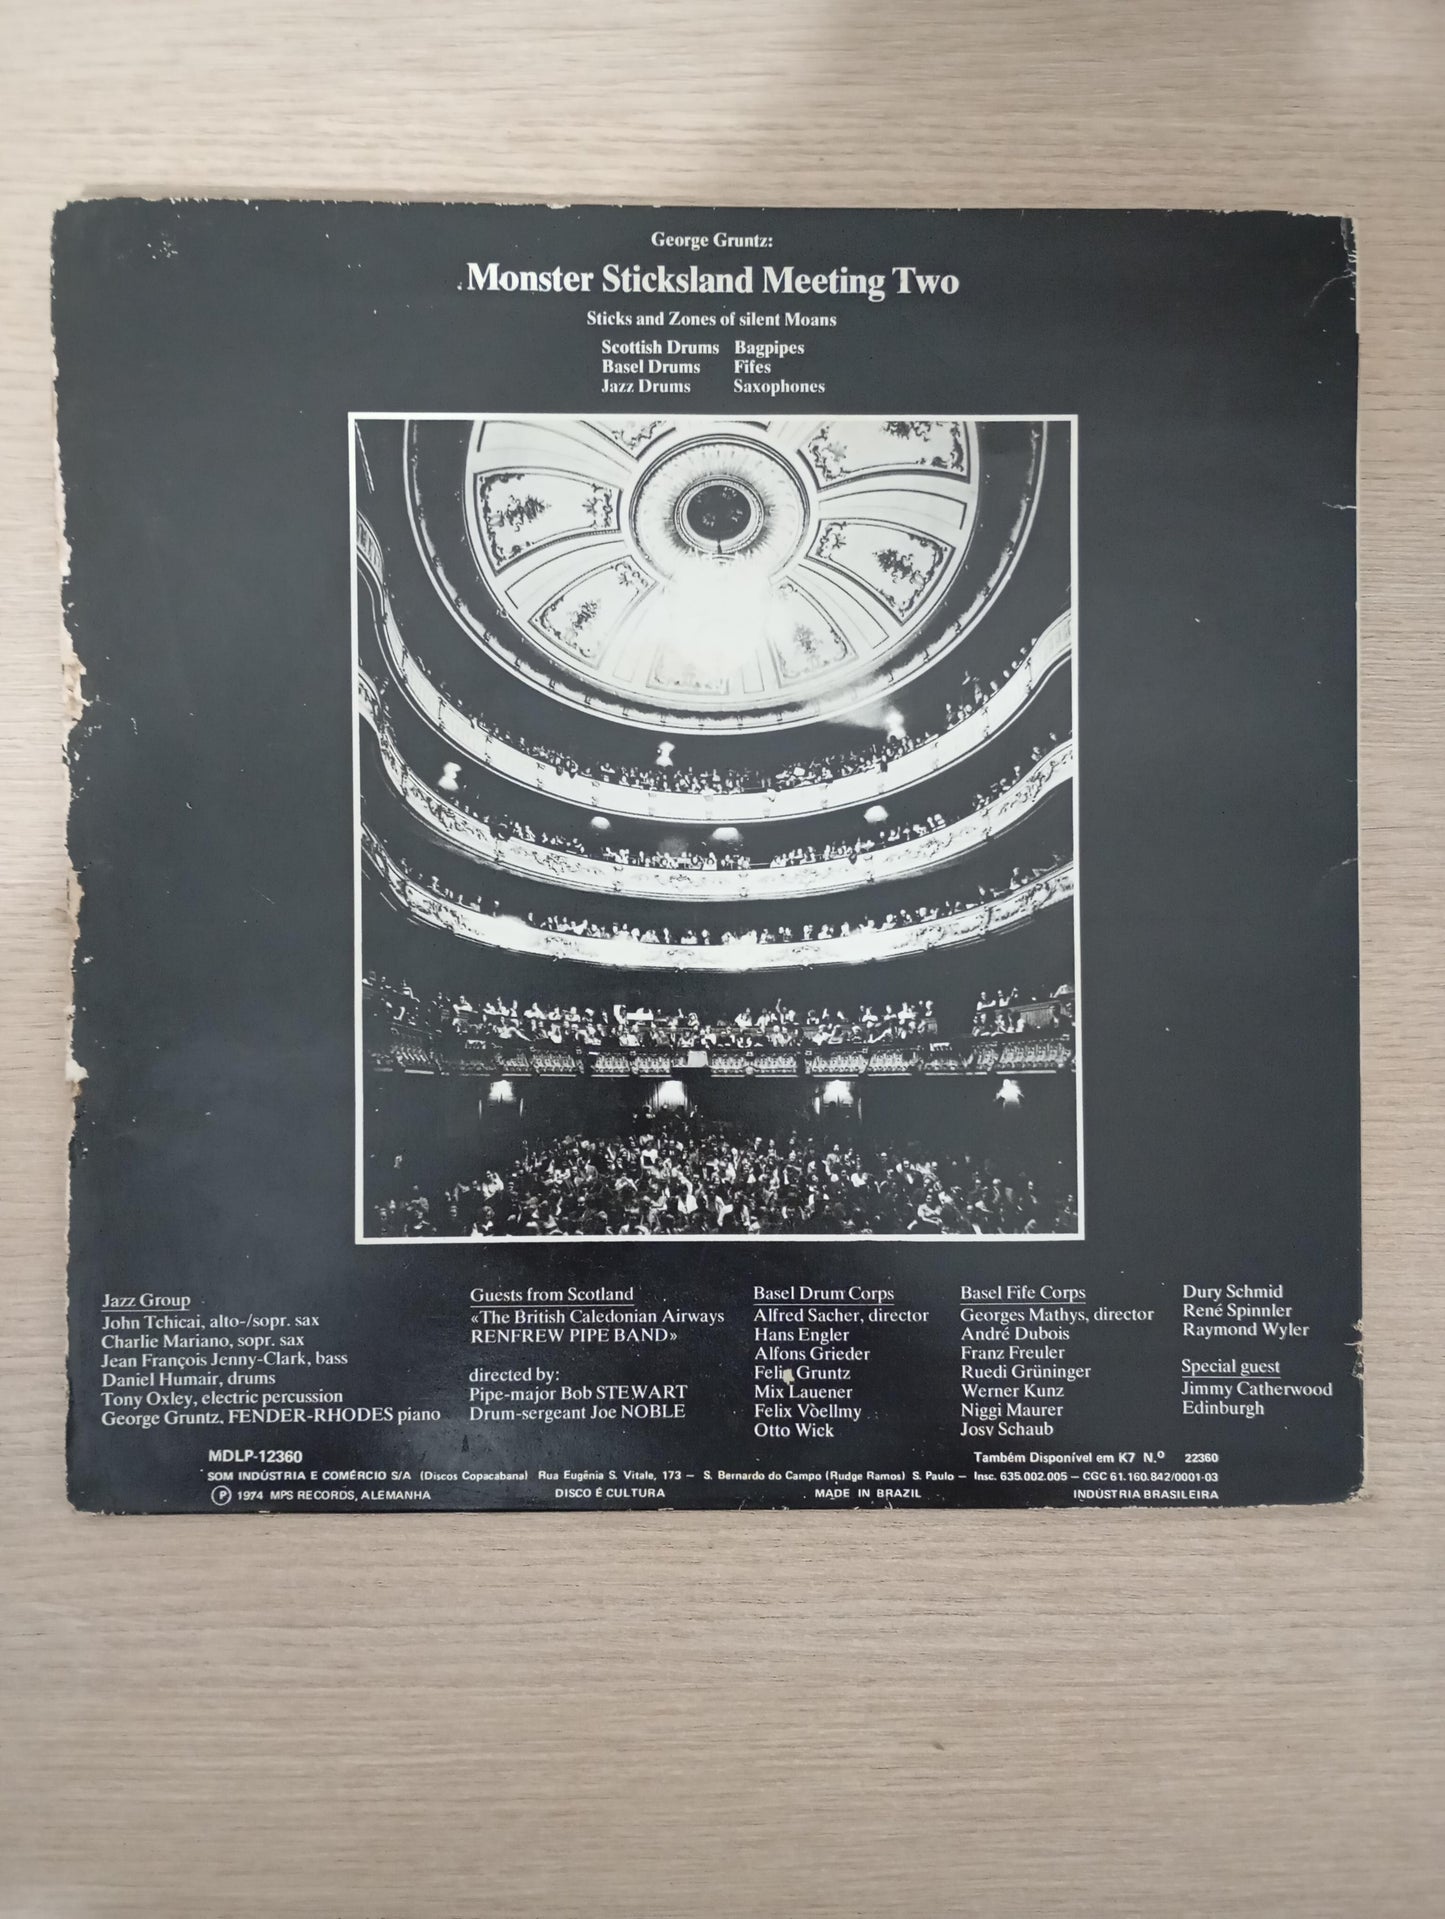 George Gruntz:
Monster Sticksland Meeting Two
Sticks and Zones of silent Moans
Scottish Drums Bagpipes
Basel Drums Fifes
Jazz Drums Saxophones
Jazz Group
John Tchicai, alto-/sopr. sax
Charlie Mariano, sopr. sax
Jean François Jenny-Clark, bass
Daniel Humair, drums
Tony Oxley, electric percussion
George Gruntz, FENDER-RHODES piano
Guests from Scotland
«The British Caledonian Airways
RENFREW PIPE BAND»
directed by:
Pipe-major Bob STEWART
Drum-sergeant Joe NOBLE
Basel Drum Corps
Alfred Sacher, director
Hans Engler
Alfons Grieder
Felix Gruntz
Mix Lauener
Felix Voellmy
Otto Wick
Basel Fife Corps
Georges Mathys, director
André Dubois
Franz Freuler
Ruedi Grüninger
Werner Kunz
Niggi Maurer
Josy Schaub
Dury Schmid
René Spinnler
Raymond Wyler
Special guest
Jimmy Catherwood
Edinburgh
MDLP-12360 Também Disponível em K7 N.º 22360
SOM INDÚSTRIA E COMÉRCIO S/A (Discos Copacabana) Rua Eugênia S. Vitale, 173 – S. Bernardo do Campo (Rudge Ramos) S. Paulo – Insc. 635.002.005 – CGC 61.160.842/0001-03
Ⓟ 1974 MPS RECORDS, ALEMANHA DISCO É CULTURA MADE IN BRAZIL INDÚSTRIA BRASILEIRA